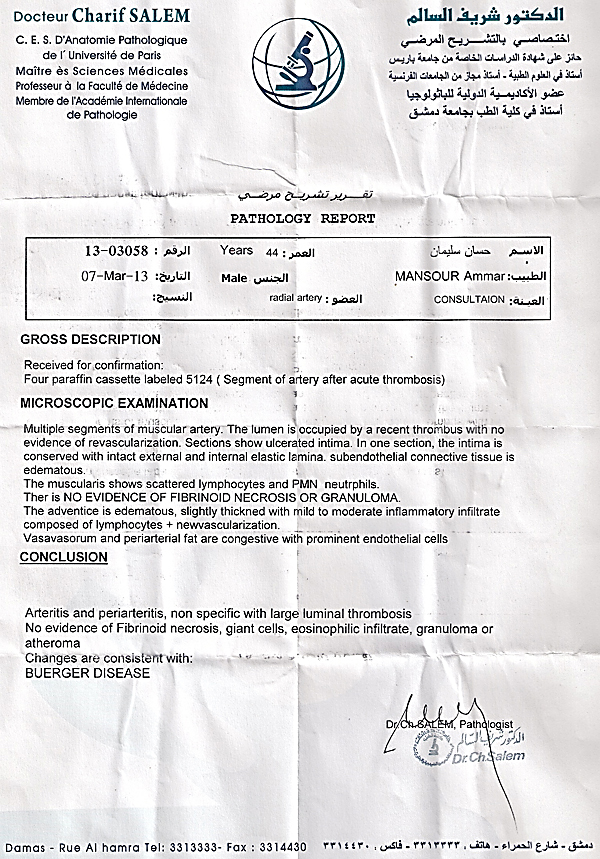 Docteur Charif SALEM
C. E. S. D'Anatomie Pathologique
de l' Université de Paris
Maître ès Sciences Médicales
Professeur à la Faculté de Médecine
Membre de l'Académie Internationale
de Pathologie
الدكتور شريف السالم
اختصاصي بالتشريح المرضي
حائز على شهادة الدراسات الخاصة من جامعة باريس
أستاذ في العلوم الطبية - أستاذ مجاز من الجامعات الفرنسية
عضو الأكاديمية الدولية للباثولوجيا
أستاذ في كلية الطب بجامعة دمشق
تقرير تشريح مرضي
PATHOLOGY REPORT
الاسم حسان سليمان العمر: 44 Years الرقم: 13-03058
الطبيب: MANSOUR Ammar الجنس Male التاريخ: 07-Mar-13
العينة: CONSULTAION العضو: radial artery النسيج:
GROSS DESCRIPTION
Received for confirmation:
Four paraffin cassette labeled 5124 ( Segment of artery after acute thrombosis)
MICROSCOPIC EXAMINATION
Multiple segments of muscular artery. The lumen is occupied by a recent thrombus with no
evidence of revascularization. Sections show ulcerated intima. In one section, the intima is
conserved with intact external and internal elastic lamina. subendothelial connective tissue is
edematous.
The muscularis shows scattered lymphocytes and PMN neutrphils.
Ther is NO EVIDENCE OF FIBRINOID NECROSIS OR GRANULOMA.
The adventice is edematous, slightly thickned with mild to moderate inflammatory infiltrate
composed of lymphocytes + newvascularization.
Vasavasorum and periarterial fat are congestive with prominent endothelial cells
CONCLUSION
Arteritis and periarteritis, non specific with large luminal thrombosis
No evidence of Fibrinoid necrosis, giant cells, eosinophilic infiltrate, granuloma or
atheroma
Changes are consistent with:
BUERGER DISEASE
Dr.Ch.SALEM, Pathologist
الدكتور شريف السالم
Dr.Ch.Salem
Damas - Rue Al hamra Tel: 3313333- Fax : 3314430
دمشق - شارع الحمراء - هاتف ، ٣٣١٣٣٣٣ - فاكس ، ٣٣١٤٤٣٠